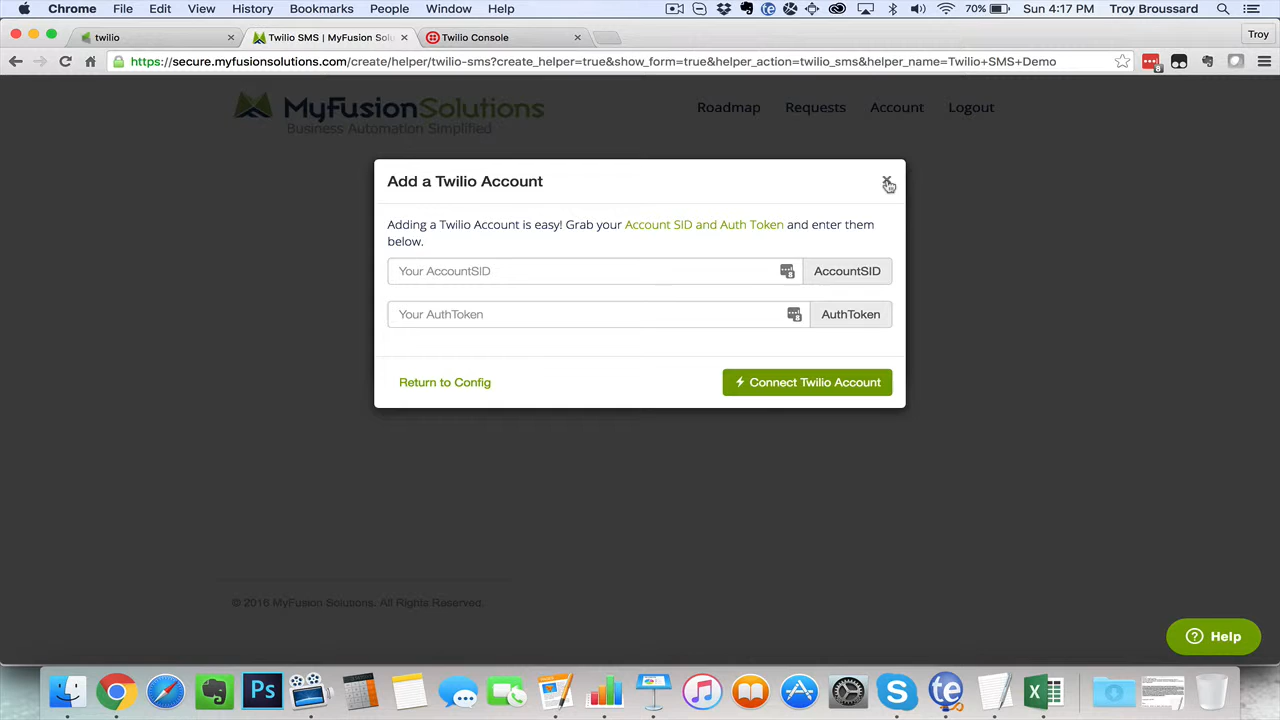 Chrome File Edit View History Bookmarks People Window Help 70% Sun 4:17 PM Troy Broussard
twilio Twilio SMS | MyFusion Solu Twilio Console Troy
https://secure.myfusionsolutions.com/create/helper/twilio-sms?create_helper=true&show_form=true&helper_action=twilio_sms&helper_name=Twilio+SMS+Demo
MyFusionSolutions Roadmap Requests Account Logout
Business Automation Simplified
Add a Twilio Account
Adding a Twilio Account is easy! Grab your Account SID and Auth Token and enter them
below.
Your AccountSID AccountSID
Your AuthToken AuthToken
Return to Config Connect Twilio Account
© 2016 MyFusion Solutions. All Rights Reserved.
Help
Ps